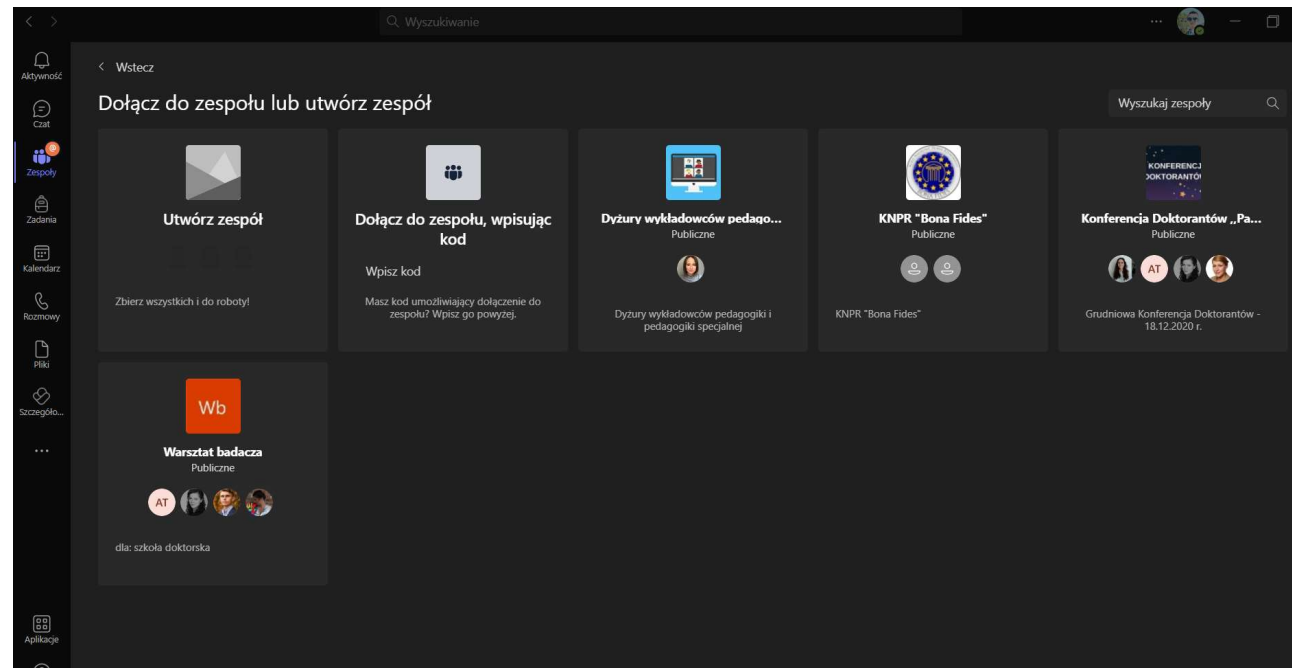 Wyszukiwanie
Aktywność
Czat
Zespoły
Zadania
Kalendarz
Rozmowy
Pliki
Szczegóło...
Aplikacje
Wstecz
Dołącz do zespołu lub utwórz zespół
Wyszukaj zespoły
Utwórz zespół
Zbierz wszystkich i do roboty!
Dołącz do zespołu, wpisując
kod
Wpisz kod
Masz kod umożliwiający dołączenie do
zespołu? Wpisz go powyżej.
Dyżury wykładowców pedago...
Publiczne
Dyżury wykładowców pedagogiki i
pedagogiki specjalnej
KNPR "Bona Fides"
Publiczne
KNPR "Bona Fides"
KONFERENCJ
DOKTORANTÓ
Konferencja Doktorantów „Pa...
Publiczne
AT
Grudniowa Konferencja Doktorantów -
18.12.2020 r.
Wb
Warsztat badacza
Publiczne
AT
dla: szkoła doktorska